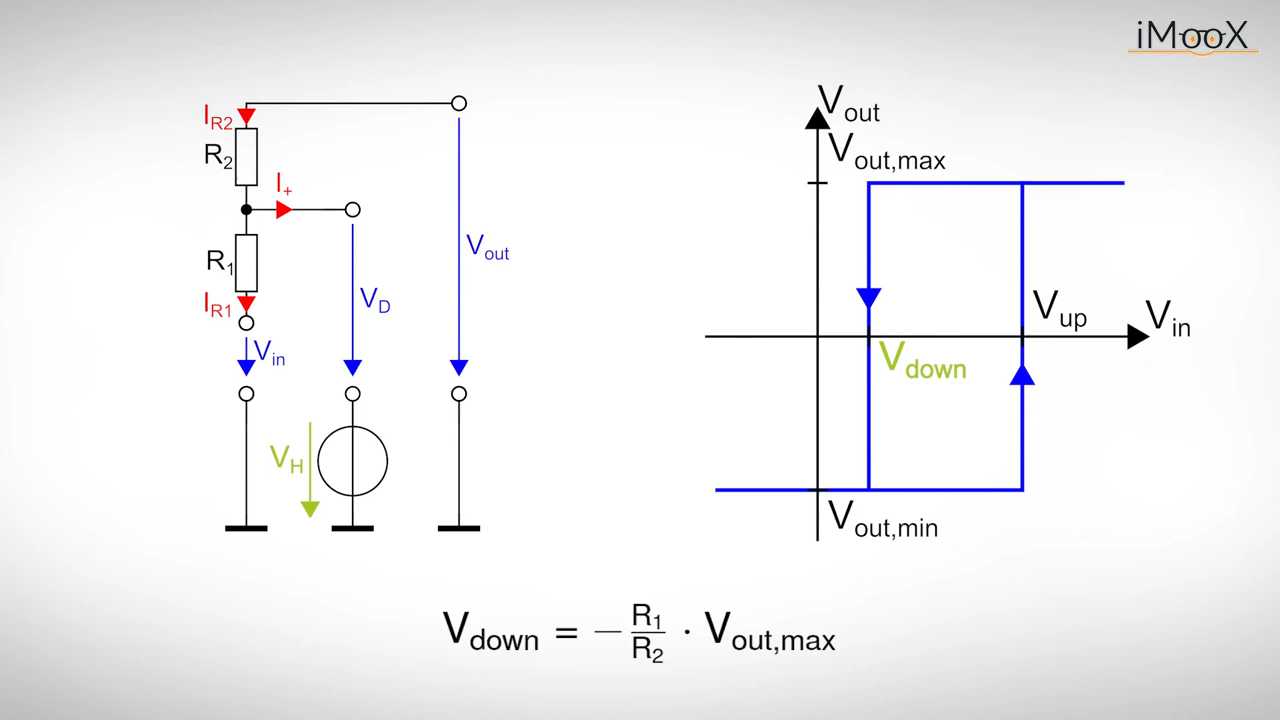 iMooX
I_R2
R_2
I_+
R_1
I_R1
V_in
V_D
V_out
V_H
V_out
V_out,max
V_up
V_in
V_down
V_out,min
V_down = − R_1/R_2 · V_out,max